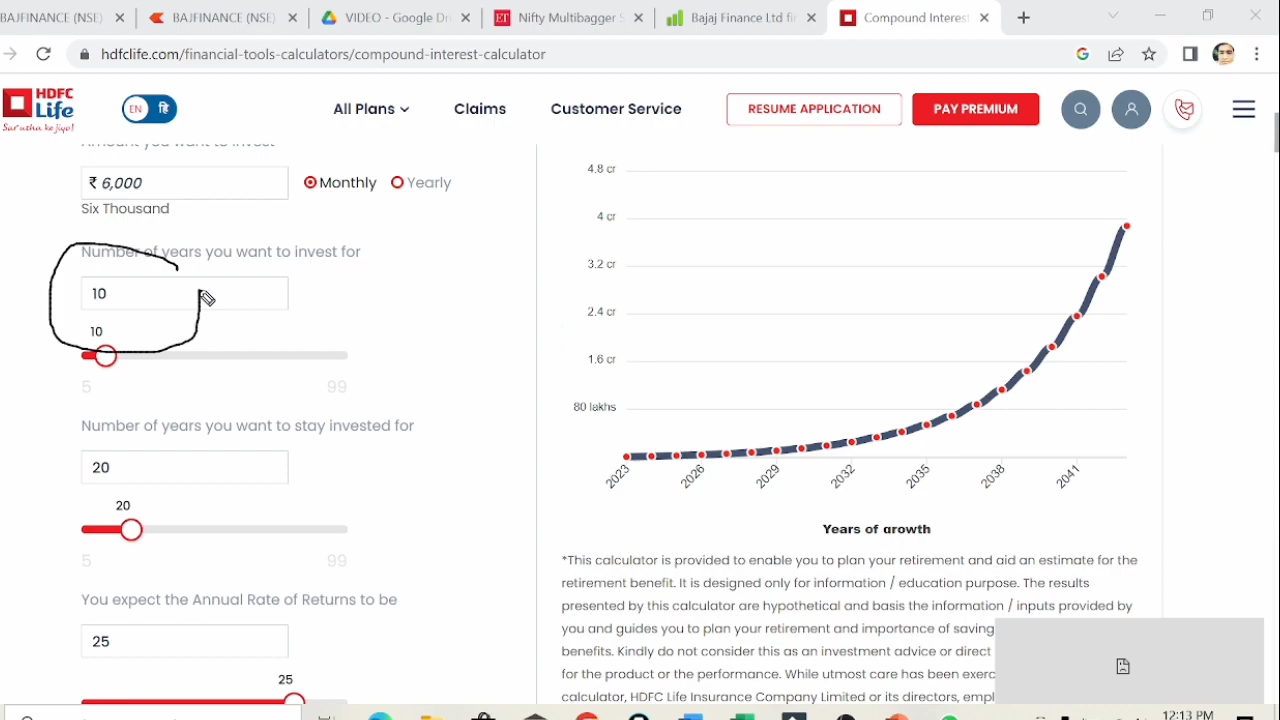 BAJFINANCE (NSE)
BAJFINANCE (NSE)
VIDEO - Google Dri
ET
Nifty Multibagger S
Bajaj Finance Ltd fi
Compound Interest
hdfclife.com/financial-tools-calculators/compound-interest-calculator
HDFC
Life
Sar utha ke jiyo!
EN
हि
All Plans
Claims
Customer Service
RESUME APPLICATION
PAY PREMIUM
Amount you want to invest
₹ 6,000
Monthly
Yearly
Six Thousand
Number of years you want to invest for
10
10
5
99
Number of years you want to stay invested for
20
20
5
99
You expect the Annual Rate of Returns to be
25
25
4.8 cr
4 cr
3.2 cr
2.4 cr
1.6 cr
80 lakhs
2023
2026
2029
2032
2035
2038
2041
Years of growth
*This calculator is provided to enable you to plan your retirement and aid an estimate for the
retirement benefit. It is designed only for information / education purpose. The results
presented by this calculator are hypothetical and basis the information / inputs provided by
you and guides you to plan your retirement and importance of saving
benefits. Kindly do not consider this as an investment advice or direct
for the product or the performance. While utmost care has been exerc
calculator, HDFC Life Insurance Company Limited or its directors, empl
12:13 PM